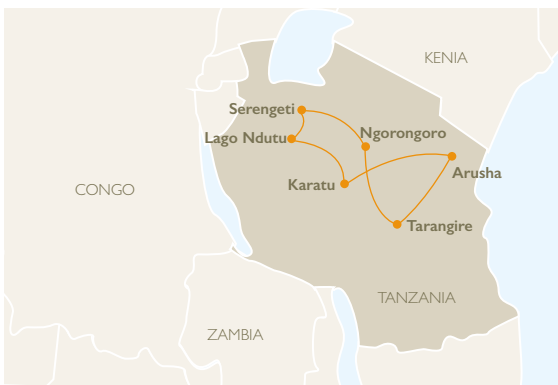 KENIA
Serengeti
Ngorongoro
Lago Ndutu
Arusha
Karatu
CONGO
Tarangire
TANZANIA
ZAMBIA